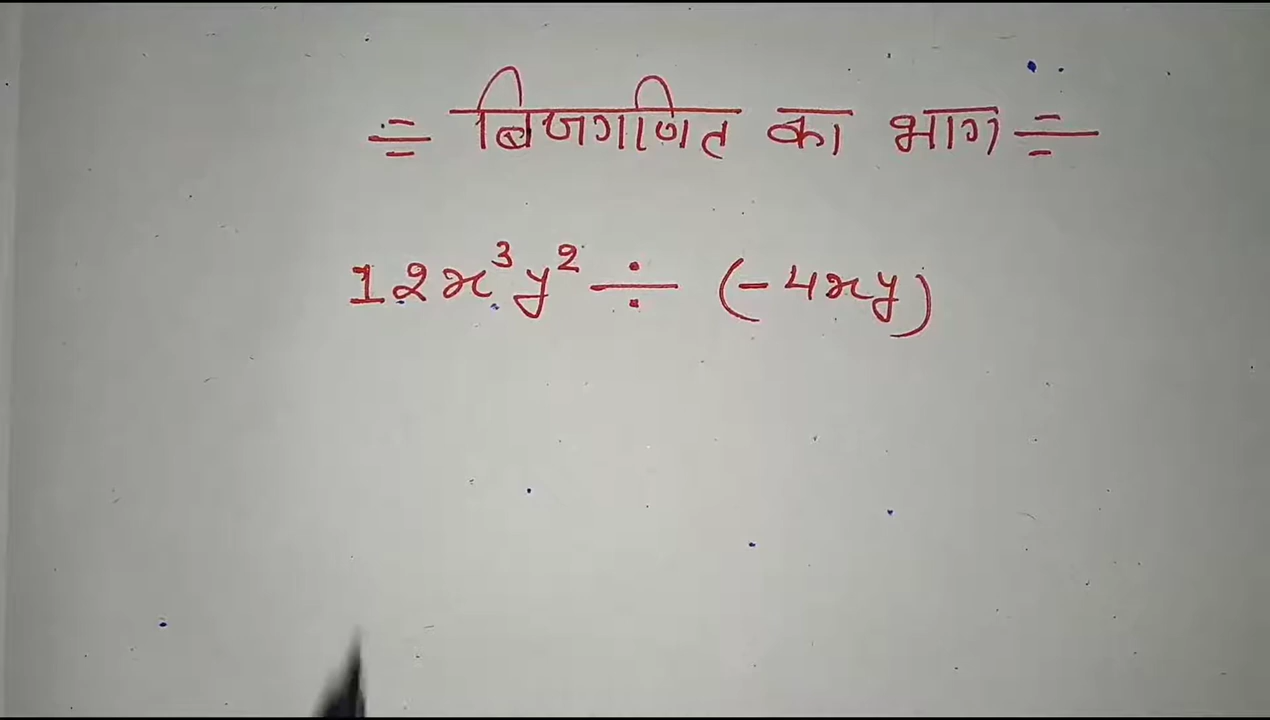 ÷ बिजगणित का भाग ÷
12x³y² ÷ (-4xy)